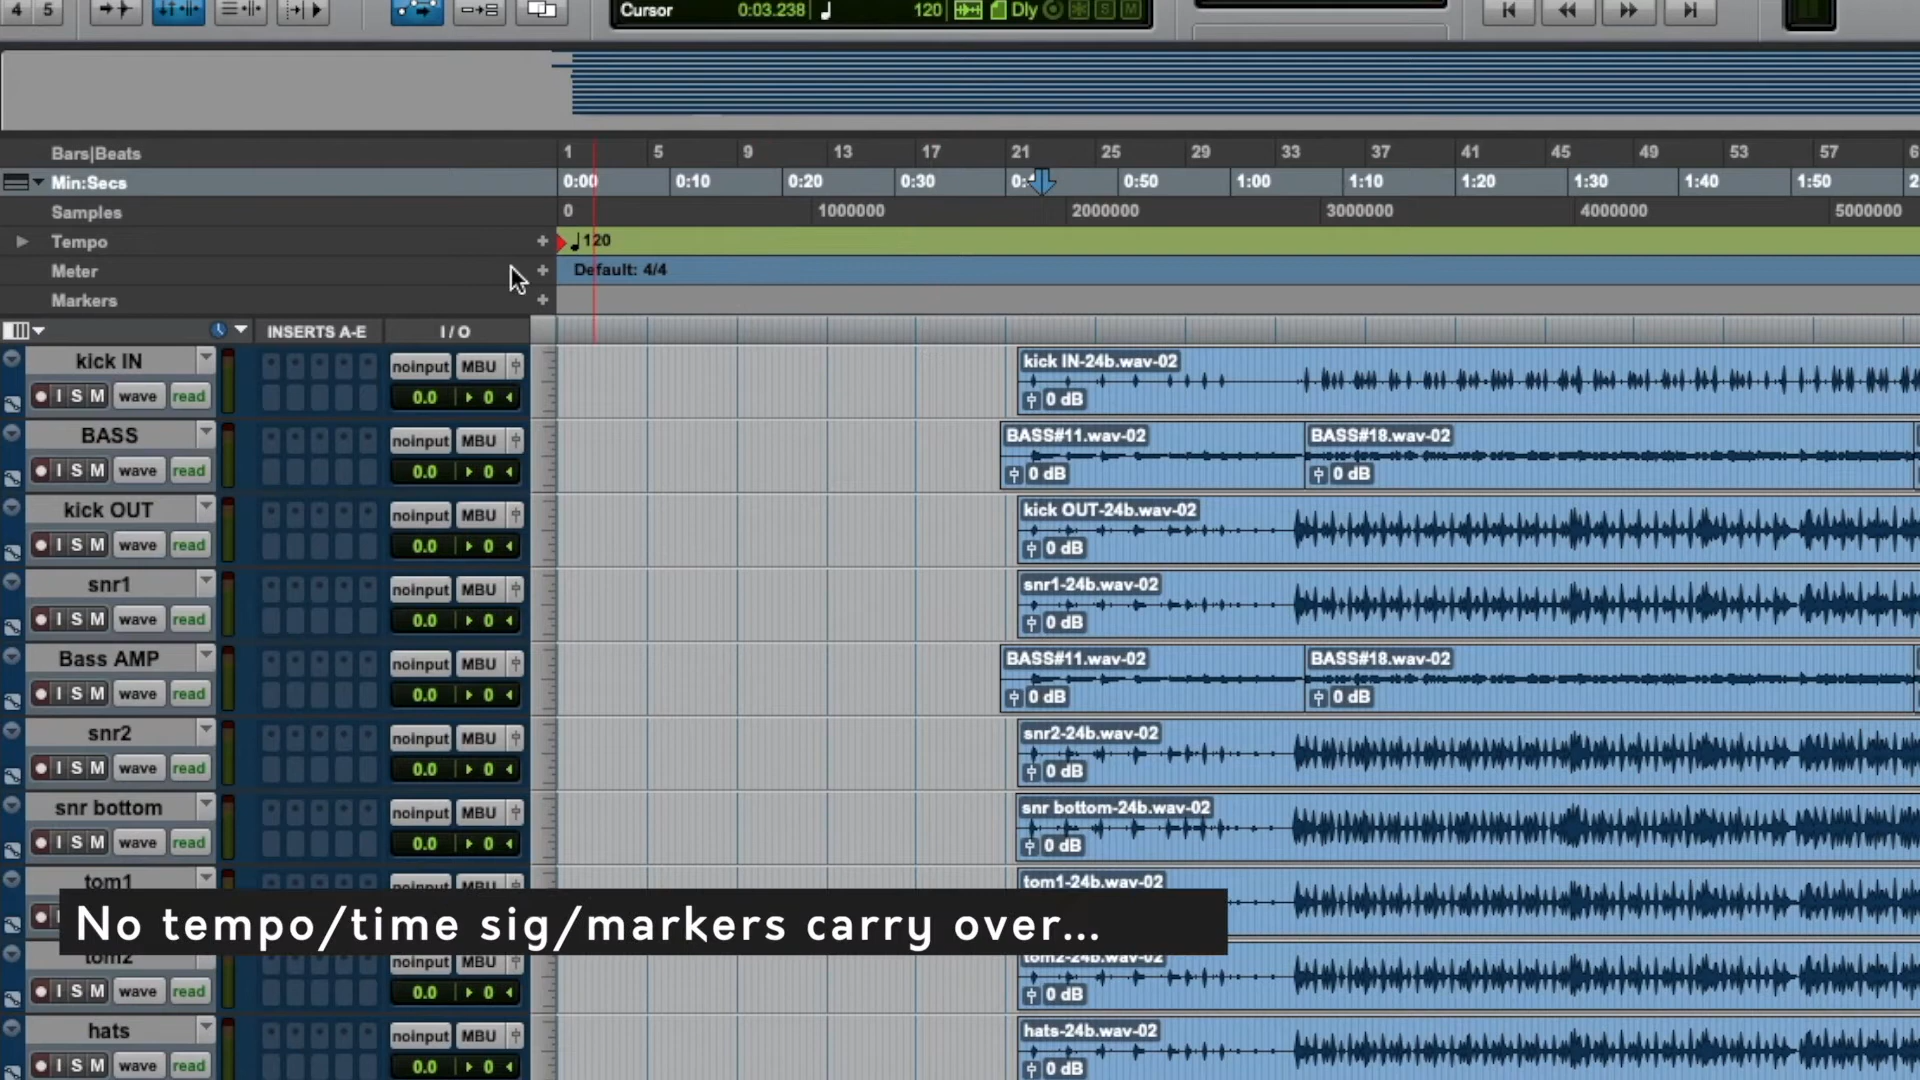 4 5
Cursor 0:03.238 120 Dly S M
Bars|Beats 1 5 9 13 17 21 25 29 33 37 41 45 49 53 57 6
Min:Secs 0:00 0:10 0:20 0:30 0:4 0:50 1:00 1:10 1:20 1:30 1:40 1:50 2
Samples 0 1000000 2000000 3000000 4000000 5000000
Tempo + 120
Meter + Default: 4/4
Markers +
INSERTS A-E I / O
kick IN noinput MBU kick IN-24b.wav-02
I S M wave read 0.0 0 0 dB
BASS noinput MBU BASS#11.wav-02 BASS#18.wav-02
I S M wave read 0.0 0 0 dB 0 dB
kick OUT noinput MBU kick OUT-24b.wav-02
I S M wave read 0.0 0 0 dB
snr1 noinput MBU snr1-24b.wav-02
I S M wave read 0.0 0 0 dB
Bass AMP noinput MBU BASS#11.wav-02 BASS#18.wav-02
I S M wave read 0.0 0 0 dB 0 dB
snr2 noinput MBU snr2-24b.wav-02
I S M wave read 0.0 0 0 dB
snr bottom noinput MBU snr bottom-24b.wav-02
I S M wave read 0.0 0 0 dB
tom1 noinput MBU tom1-24b.wav-02
No tempo/time sig/markers carry over...
tom2 noinput MBU tom2-24b.wav-02
I S M wave read 0.0 0 0 dB
hats noinput MBU hats-24b.wav-02
I S M wave read 0.0 0 0 dB